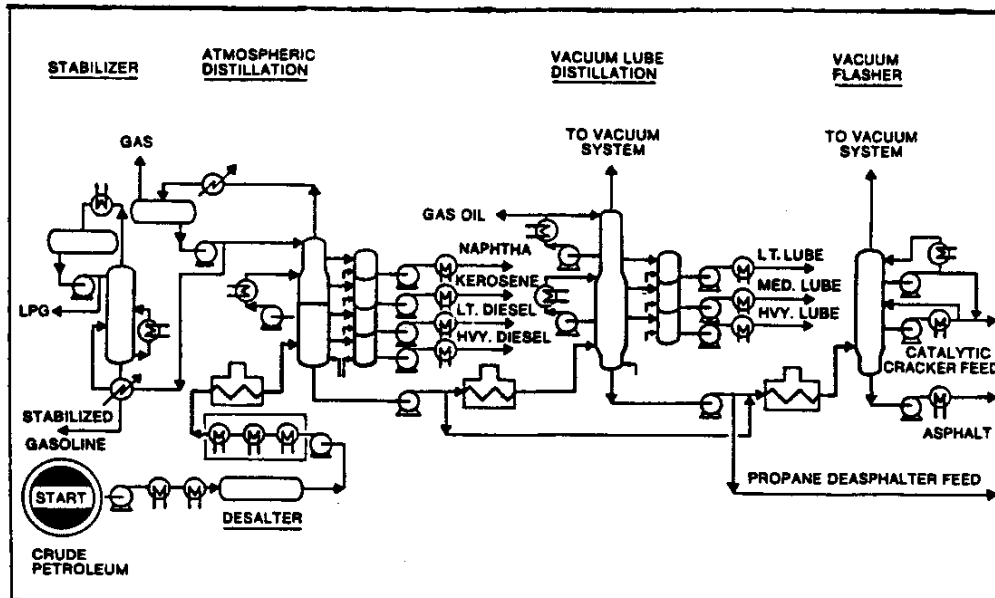 STABILIZER
ATMOSPHERIC
DISTILLATION
VACUUM LUBE
DISTILLATION
VACUUM
FLASHER
GAS
TO VACUUM
SYSTEM
TO VACUUM
SYSTEM
GAS OIL
NAPHTHA
KEROSENE
LT. DIESEL
HVY. DIESEL
LT. LUBE
MED. LUBE
HVY. LUBE
LPG
CATALYTIC
CRACKER FEED
STABILIZED
GASOLINE
ASPHALT
START
DESALTER
PROPANE DEASPHALTER FEED
CRUDE
PETROLEUM